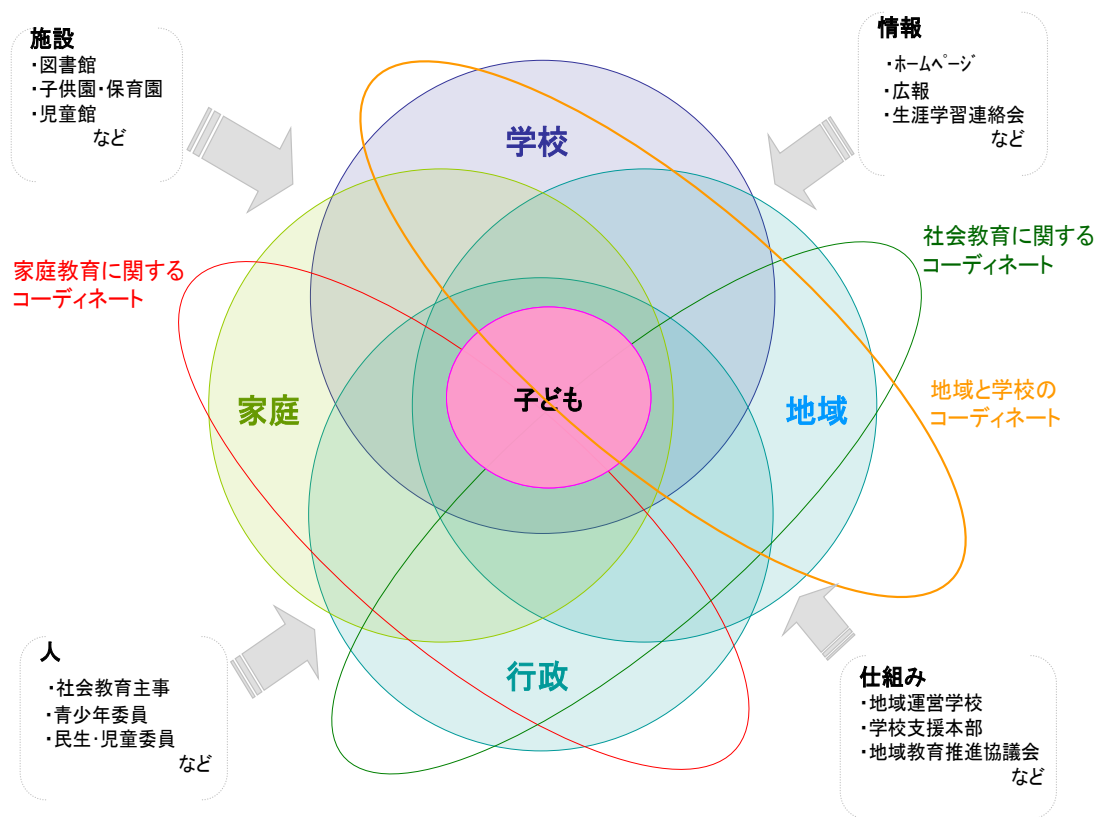 施設
・図書館
・子供園・保育園
・児童館
など
情報
・ホームページ
・広報
・生涯学習連絡会
など
学校
社会教育に関する
コーディネート
家庭教育に関する
コーディネート
子ども
家庭
地域
地域と学校の
コーディネート
行政
人
・社会教育主事
・青少年委員
・民生・児童委員
など
仕組み
・地域運営学校
・学校支援本部
・地域教育推進協議会
など